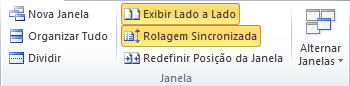 Nova Janela
Organizar Tudo
Dividir
Exibir Lado a Lado
Rolagem Sincronizada
Redefinir Posição da Janela
Alternar
Janelas
Janela